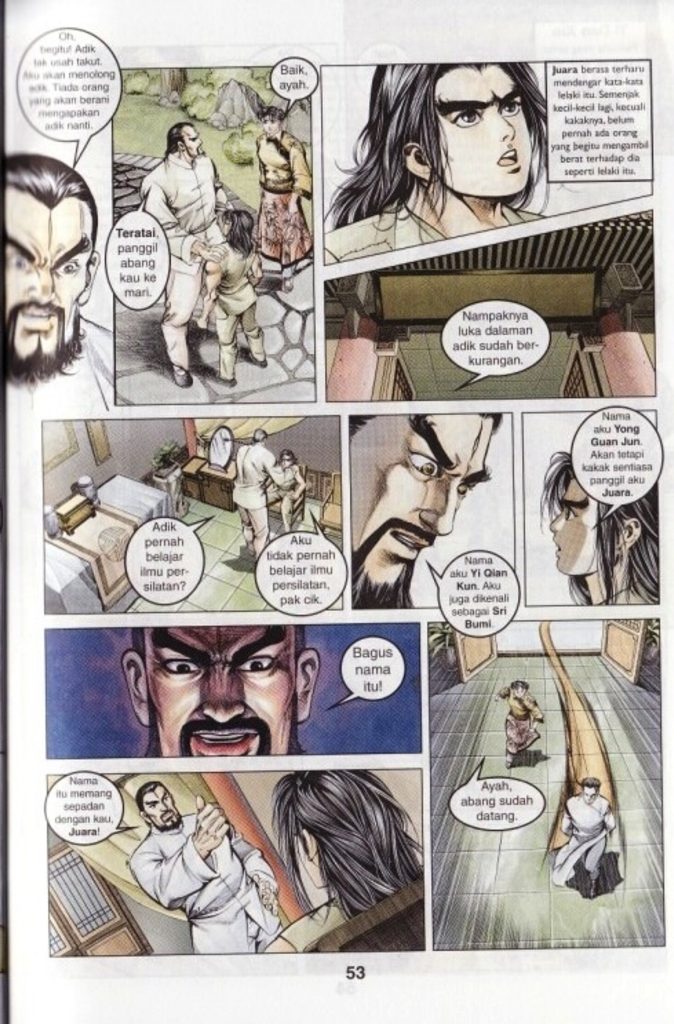 Oh,
begitu! Adik
tak usah takut.
Aku akan menolong
adik. Tiada orang
yang akan berani
mengapakan
adik nanti.
Baik,
ayah.
Teratai,
panggil
abang
kau ke
mari.
Juara berasa terharu
mendengar kata-kata
lelaki itu. Semenjak
kecil-kecil lagi, kecuali
kakaknya, belum
pernah ada orang
yang begitu mengambil
berat terhadap dia
seperti lelaki itu.
Nampaknya
luka dalaman
adik sudah ber-
kurangan.
Adik
pernah
belajar
ilmu per-
silatan?
Aku
tidak pernah
belajar ilmu
persilatan,
pak cik.
Nama
aku Yi Qian
Kun. Aku
juga dikenali
sebagai Sri
Bumi.
Nama
aku Yong
Guan Jun.
Akan tetapi
kakak sentiasa
panggil aku
Juara.
Bagus
nama
itu!
Nama
itu memang
sepadan
dengan kau,
Juara!
Ayah,
abang sudah
datang.
53